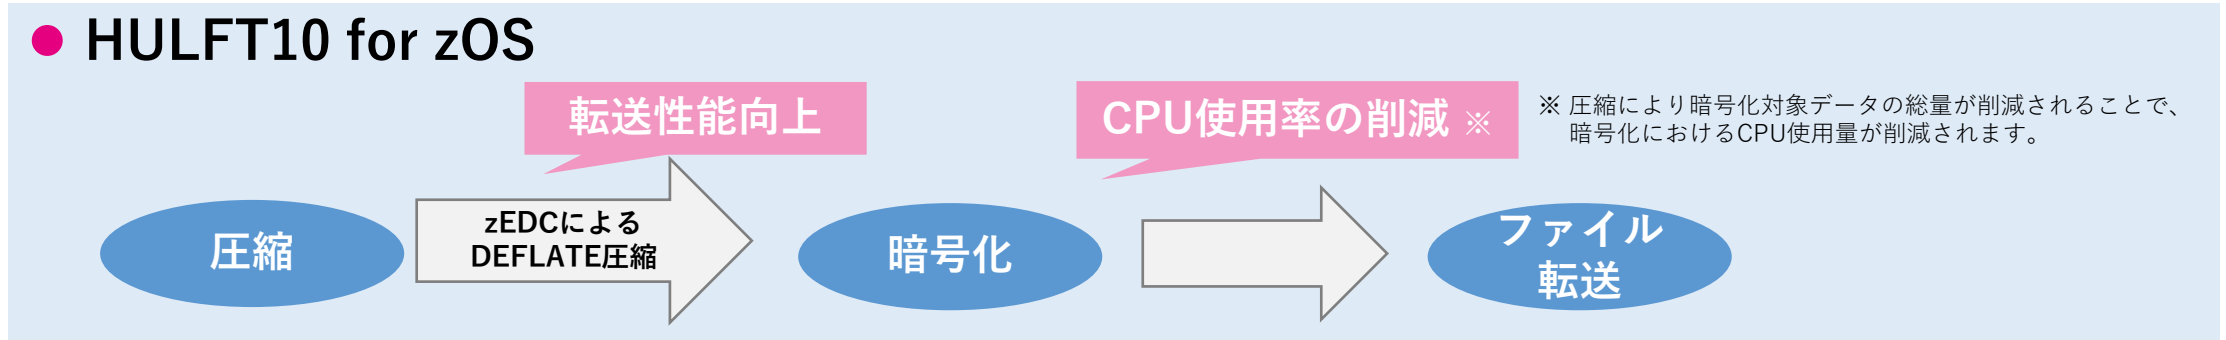 ● HULFT10 for zOS
転送性能向上
CPU使用率の削減 ※
※ 圧縮により暗号化対象データの総量が削減されることで、
暗号化におけるCPU使用量が削減されます。
圧縮
zEDCによる
DEFLATE圧縮
暗号化
ファイル
転送